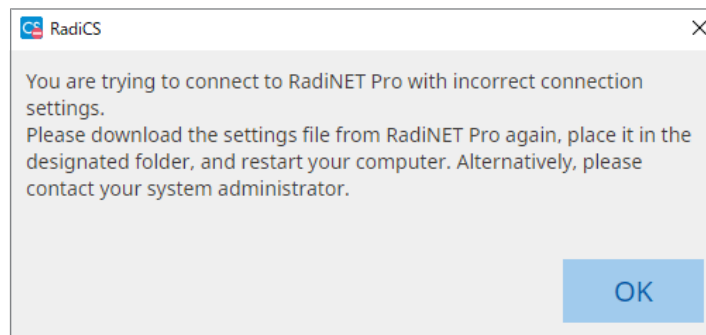 CS RadiCS
You are trying to connect to RadiNET Pro with incorrect connection
settings.
Please download the settings file from RadiNET Pro again, place it in the
designated folder, and restart your computer. Alternatively, please
contact your system administrator.
OK